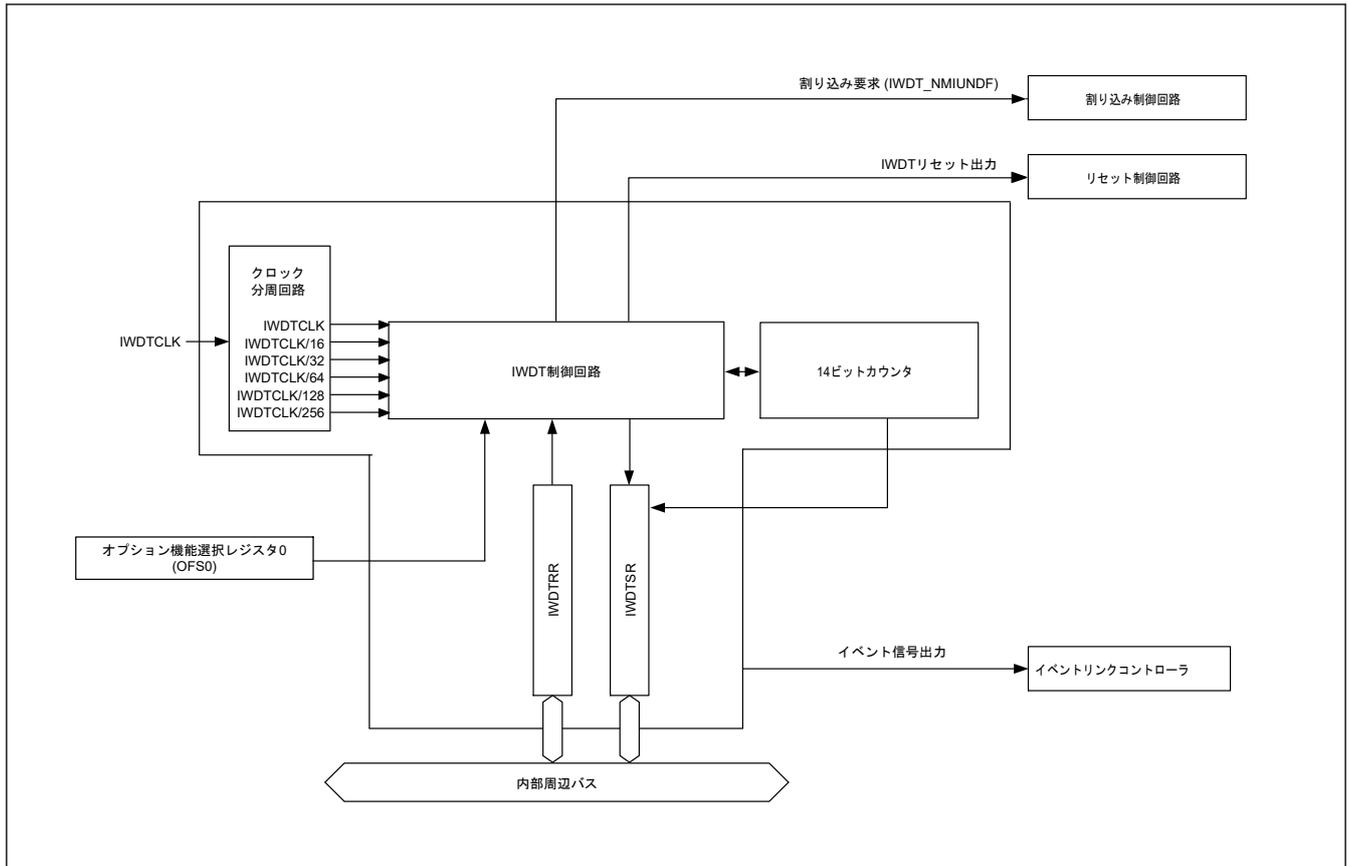 割り込み要求 (IWDT_NMIUNDF)
割り込み制御回路
IWDTリセット出力
リセット制御回路
クロック
分周回路
IWDTCLK
IWDTCLK
IWDTCLK/16
IWDTCLK/32
IWDTCLK/64
IWDTCLK/128
IWDTCLK/256
IWDT制御回路
14ビットカウンタ
オプション機能選択レジスタ0
(OFS0)
IWDTRR
IWDTSR
イベント信号出力
イベントリンクコントローラ
内部周辺バス